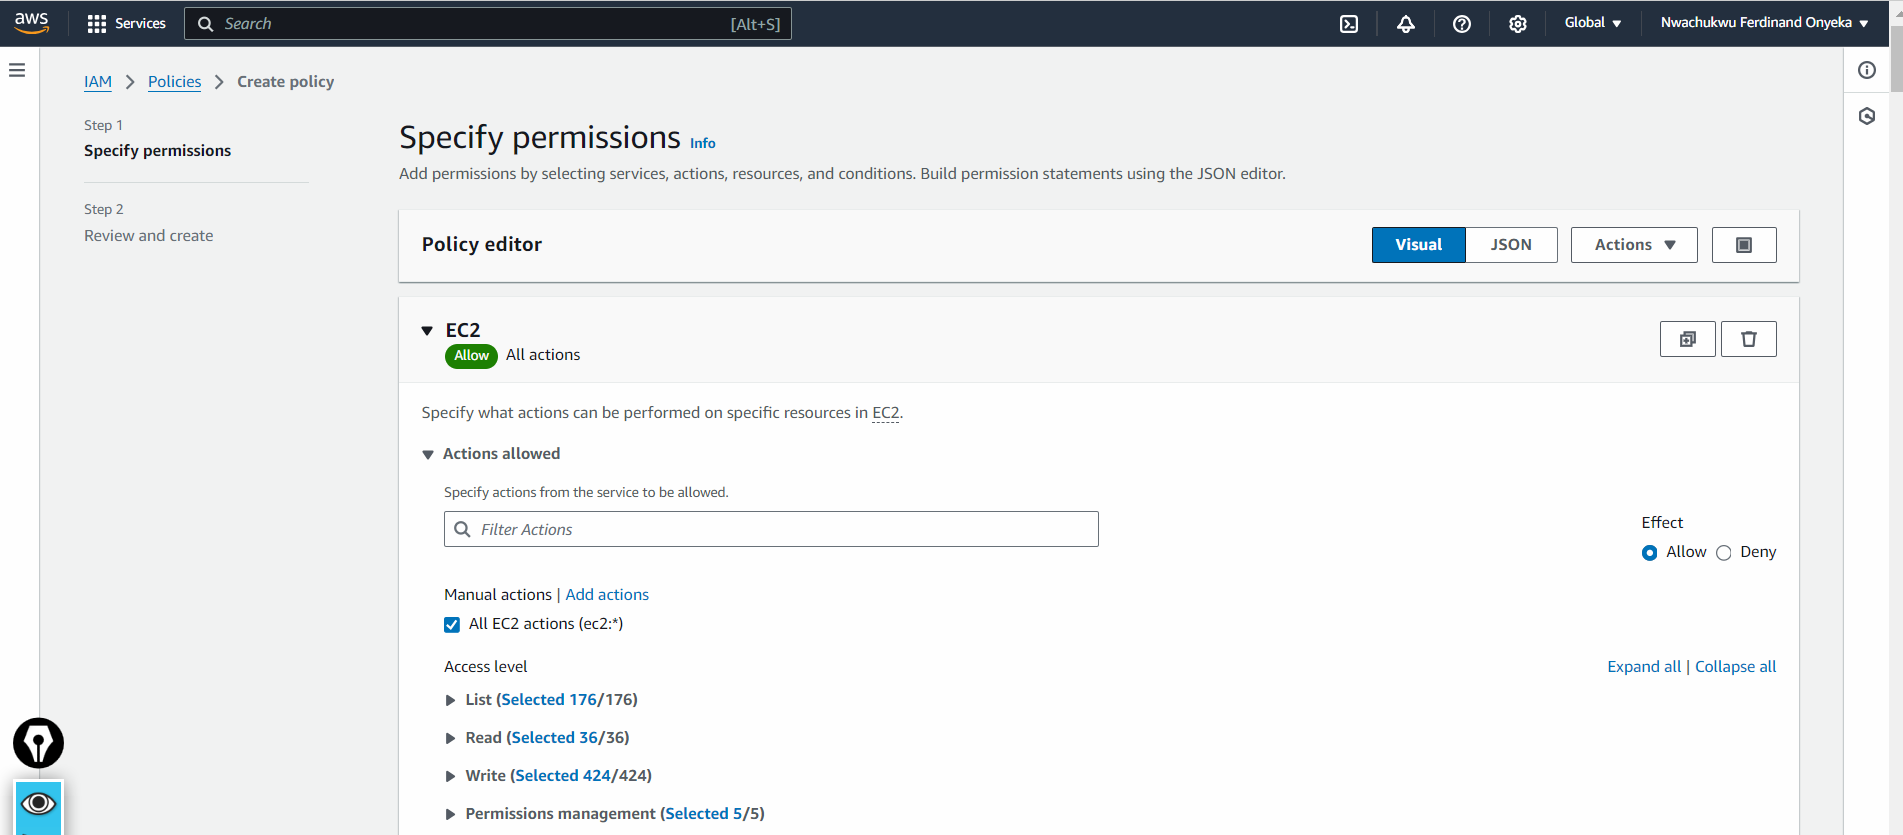 aws Services Search [Alt+S] Global Nwachukwu Ferdinand Onyeka
IAM Policies Create policy
Step 1
Specify permissions
Step 2
Review and create
Specify permissions Info
Add permissions by selecting services, actions, resources, and conditions. Build permission statements using the JSON editor.
Policy editor Visual JSON Actions
EC2
Allow All actions
Specify what actions can be performed on specific resources in EC2.
Actions allowed
Specify actions from the service to be allowed.
Filter Actions
Effect
Allow Deny
Manual actions | Add actions
All EC2 actions (ec2:*)
Access level Expand all | Collapse all
List (Selected 176/176)
Read (Selected 36/36)
Write (Selected 424/424)
Permissions management (Selected 5/5)